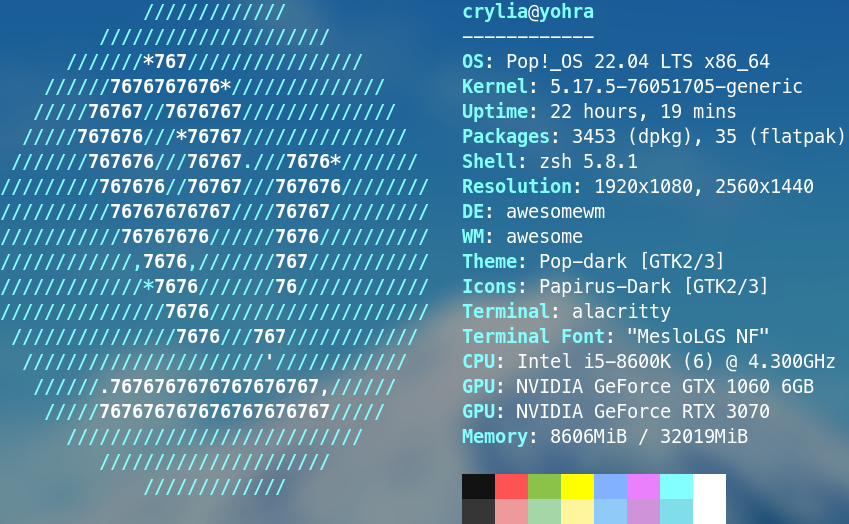 crylia@yohra
------------
OS: Pop!_OS 22.04 LTS x86_64
Kernel: 5.17.5-76051705-generic
Uptime: 22 hours, 19 mins
Packages: 3453 (dpkg), 35 (flatpak)
Shell: zsh 5.8.1
Resolution: 1920x1080, 2560x1440
DE: awesomewm
WM: awesome
Theme: Pop-dark [GTK2/3]
Icons: Papirus-Dark [GTK2/3]
Terminal: alacritty
Terminal Font: "MesloLGS NF"
CPU: Intel i5-8600K (6) @ 4.300GHz
GPU: NVIDIA GeForce GTX 1060 6GB
GPU: NVIDIA GeForce RTX 3070
Memory: 8606MiB / 32019MiB
/////////////
/////////////////////
///////*767////////////////
//////7676767676*//////////////
/////76767//7676767//////////////
/////767676///*76767///////////////
///////767676///76767.///7676*///////
/////////767676//76767///767676////////
//////////76767676767////76767/////////
///////////76767676//////7676//////////
////////////,7676,///////767///////////
/////////////*7676///////76////////////
///////////////7676////////////////////
///////////////7676///767////////////
//////////////////////'////////////
//////.7676767676767676767,//////
/////767676767676767676767/////
///////////////////////////
/////////////////////
/////////////